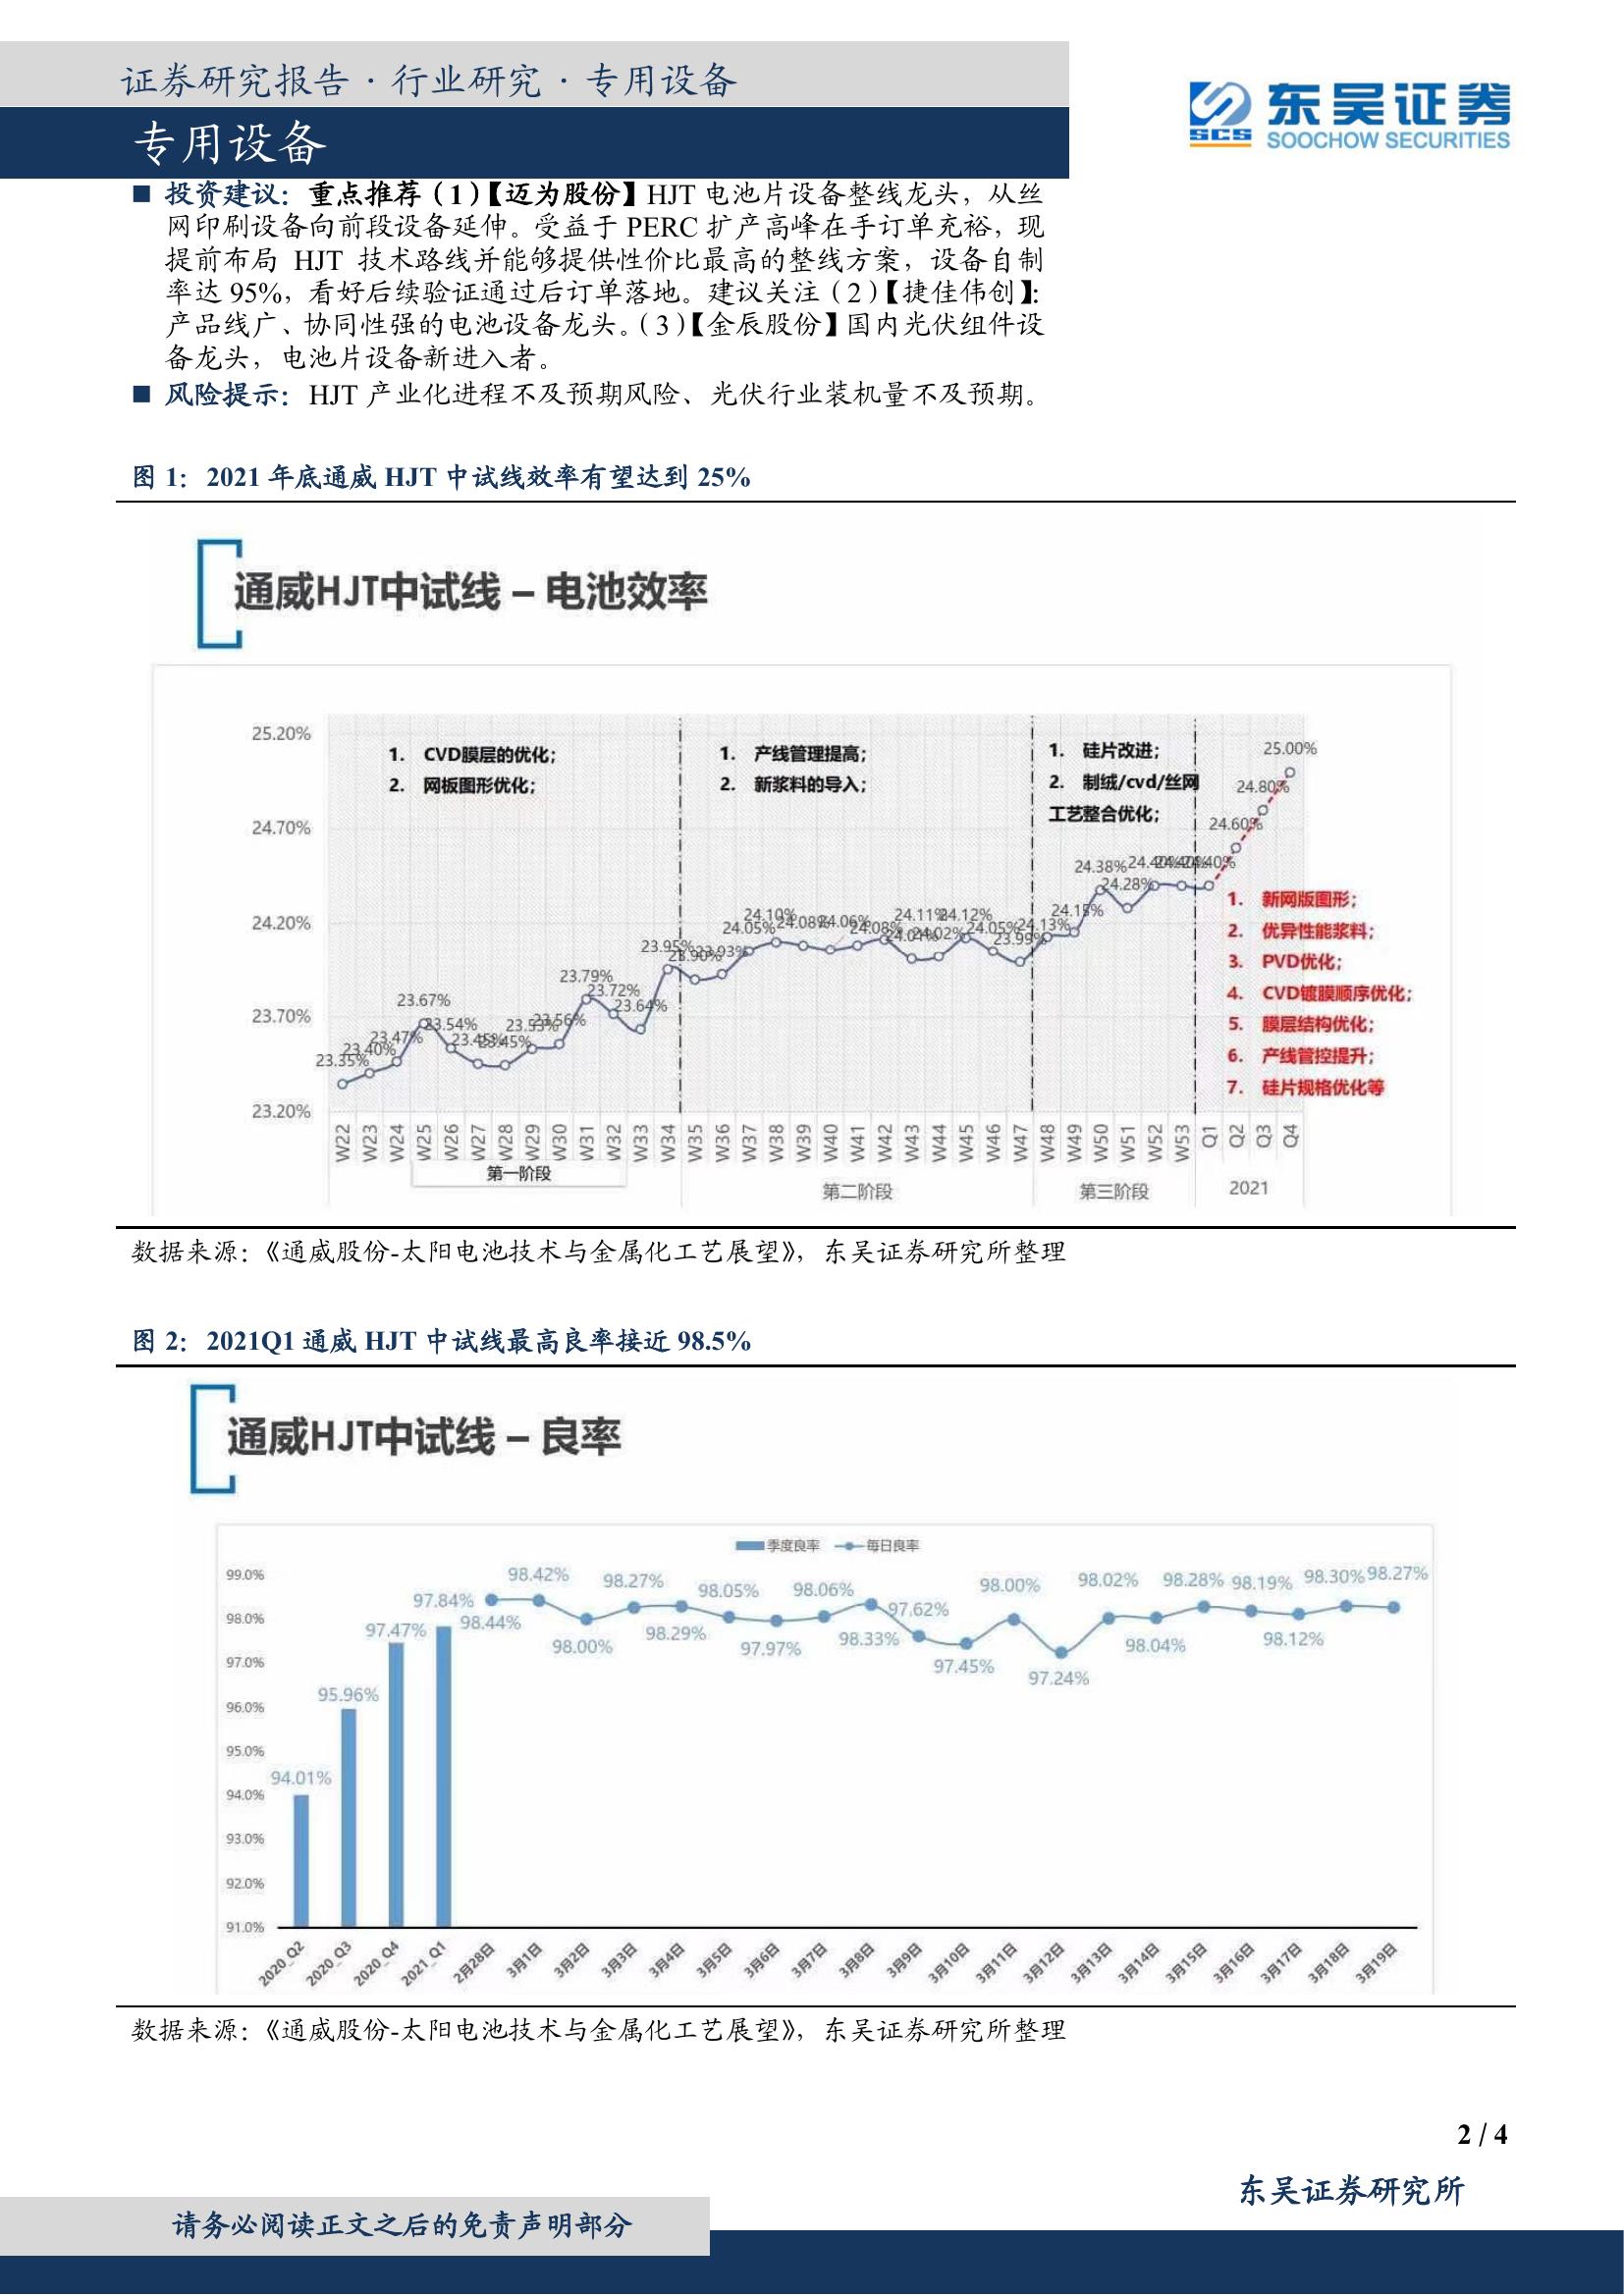 证券研究报告 · 行业研究 · 专用设备
专用设备
东吴证券
SCS
SOOCHOW SECURITIES
■ 投资建议：重点推荐（1）【迈为股份】HJT 电池片设备整线龙头，从丝
网印刷设备向前段设备延伸。受益于 PERC 扩产高峰在手订单充裕，现
提前布局 HJT 技术路线并能够提供性价比最高的整线方案，设备自制
率达 95%，看好后续验证通过后订单落地。建议关注（2）【捷佳伟创】：
产品线广、协同性强的电池设备龙头。（3）【金辰股份】国内光伏组件设
备龙头，电池片设备新进入者。
■ 风险提示：HJT 产业化进程不及预期风险、光伏行业装机量不及预期。
图 1：2021 年底通威 HJT 中试线效率有望达到 25%
通威HJT中试线 – 电池效率
25.20%
24.70%
24.20%
23.70%
23.20%
1. CVD膜层的优化；
2. 网板图形优化；
1. 产线管理提高；
2. 新浆料的导入；
1. 硅片改进；
2. 制绒/cvd/丝网
工艺整合优化；
23.35%
23.40%
23.47%
23.67%
23.54%
23.45%
23.45%
23.53%
23.56%
23.79%
23.72%
23.64%
23.95%
23.90%
23.93%
24.05%
24.10%
24.08%
24.06%
24.08%
24.11%
24.01%
24.02%
24.12%
24.05%
23.99%
24.13%
24.15%
24.38%
24.28%
24.40%
24.40%
24.40%
24.60%
24.80%
25.00%
1. 新网版图形；
2. 优异性能浆料；
3. PVD优化；
4. CVD镀膜顺序优化；
5. 膜层结构优化；
6. 产线管控提升；
7. 硅片规格优化等
W22 W23 W24 W25 W26 W27 W28 W29 W30 W31 W32 W33 W34 W35 W36 W37 W38 W39 W40 W41 W42 W43 W44 W45 W46 W47 W48 W49 W50 W51 W52 W53 Q1 Q2 Q3 Q4
第一阶段 第二阶段 第三阶段 2021
数据来源：《通威股份-太阳电池技术与金属化工艺展望》，东吴证券研究所整理
图 2：2021Q1 通威 HJT 中试线最高良率接近 98.5%
通威HJT中试线 – 良率
季度良率 每日良率
99.0%
98.0%
97.0%
96.0%
95.0%
94.0%
93.0%
92.0%
91.0%
94.01%
95.96%
97.47%
97.84%
98.44%
98.42%
98.00%
98.27%
98.29%
98.05%
97.97%
98.06%
98.33%
97.62%
97.45%
98.00%
97.24%
98.02%
98.04%
98.28%
98.19%
98.12%
98.30%
98.27%
2020_Q2 2020_Q3 2020_Q4 2021_Q1 2月28日 3月1日 3月2日 3月3日 3月4日 3月5日 3月6日 3月7日 3月8日 3月9日 3月10日 3月11日 3月12日 3月13日 3月14日 3月15日 3月16日 3月17日 3月18日 3月19日
数据来源：《通威股份-太阳电池技术与金属化工艺展望》，东吴证券研究所整理
2 / 4
东吴证券研究所
请务必阅读正文之后的免责声明部分